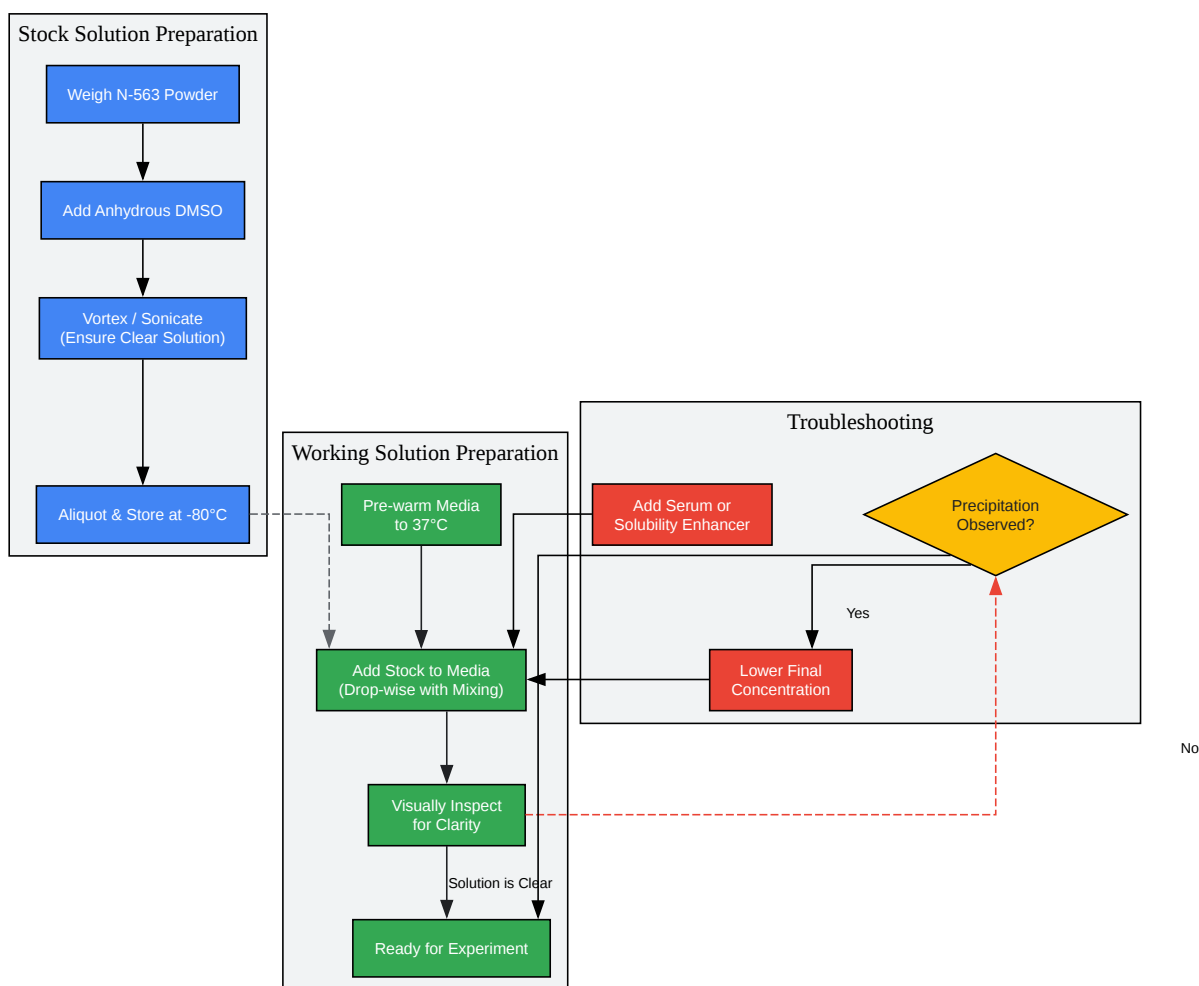 Stock Solution Preparation
Weigh N-563 Powder
Add Anhydrous DMSO
Vortex / Sonicate
(Ensure Clear Solution)
Aliquot & Store at -80°C
Working Solution Preparation
Pre-warm Media
to 37°C
Add Stock to Media
(Drop-wise with Mixing)
Visually Inspect
for Clarity
Solution is Clear
Ready for Experiment
Troubleshooting
Add Serum or
Solubility Enhancer
Precipitation
Observed?
Yes
Lower Final
Concentration
No